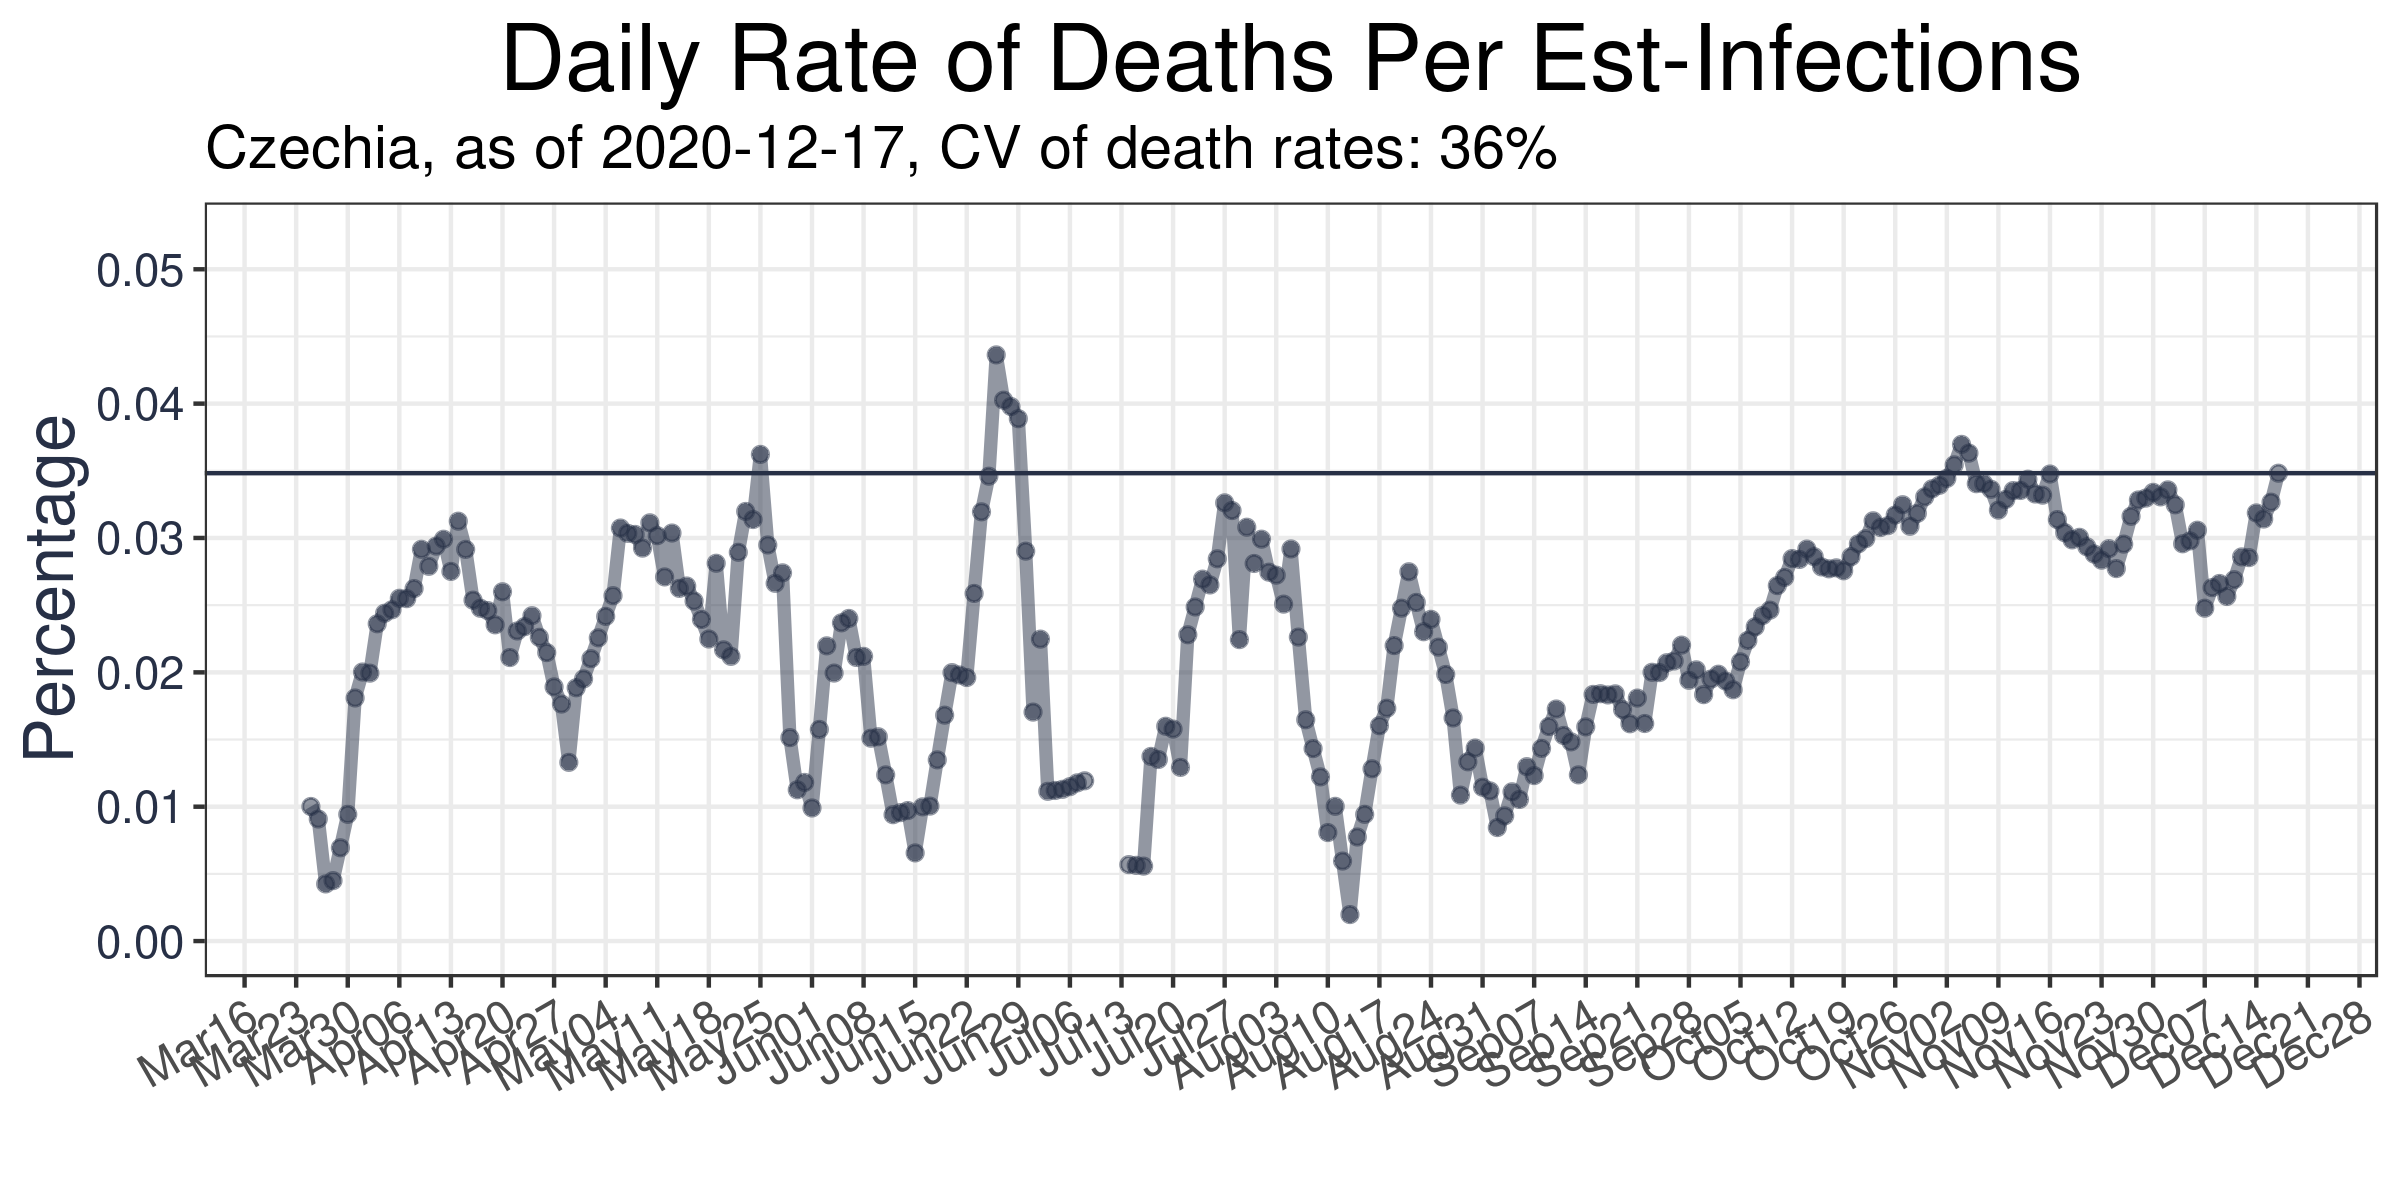 Daily Rate of Deaths Per Est-Infections
Czechia, as of 2020-12-17, CV of death rates: 36%
Percentage
0.05
0.04
0.03
0.02
0.01
0.00
Mar16
Mar23
Mar30
Apr06
Apr13
Apr20
Apr27
May04
May11
May18
May25
Jun01
Jun08
Jun15
Jun22
Jun29
Jul06
Jul13
Jul20
Jul27
Aug03
Aug10
Aug17
Aug24
Aug31
Sep07
Sep14
Sep21
Sep28
Oct05
Oct12
Oct19
Oct26
Nov02
Nov09
Nov16
Nov23
Nov30
Dec07
Dec14
Dec21
Dec28